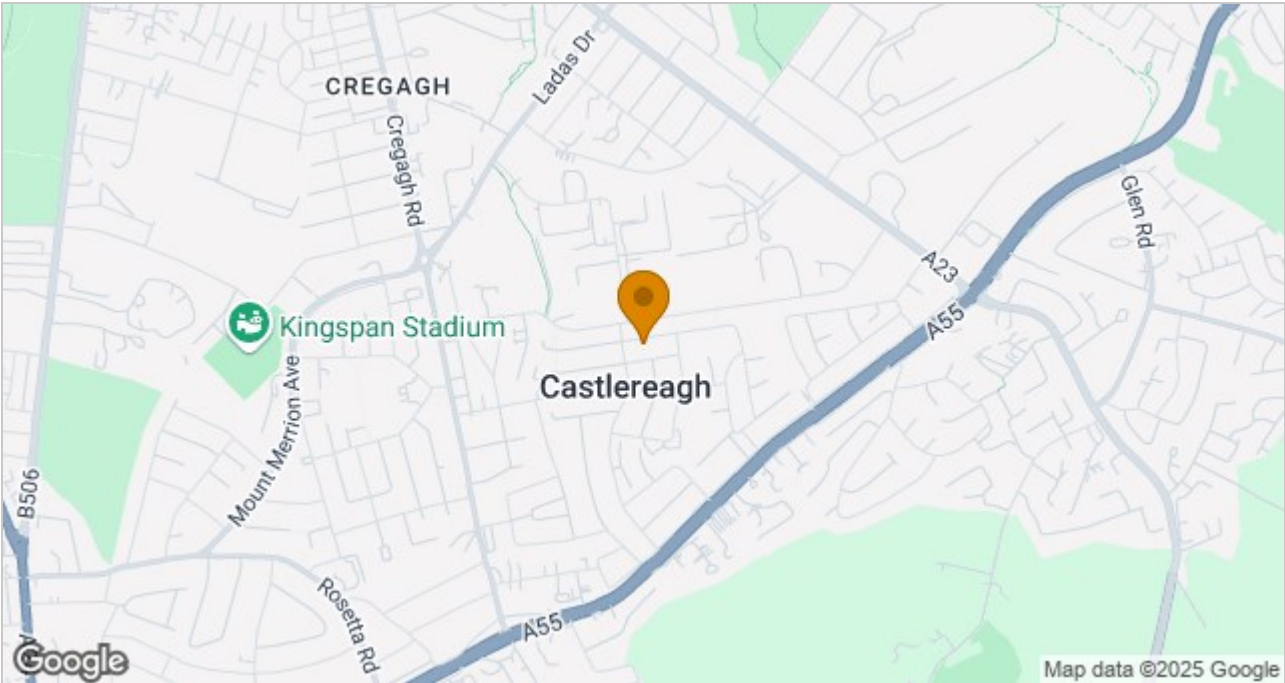 CREGAGH
Ladas Dr
Cregagh Rd
Glen Rd
A23
Kingspan Stadium
A55
Castlereagh
Mount Merrion Ave
B506
Rosetta Rd
A55
Google
Map data ©2025 Google